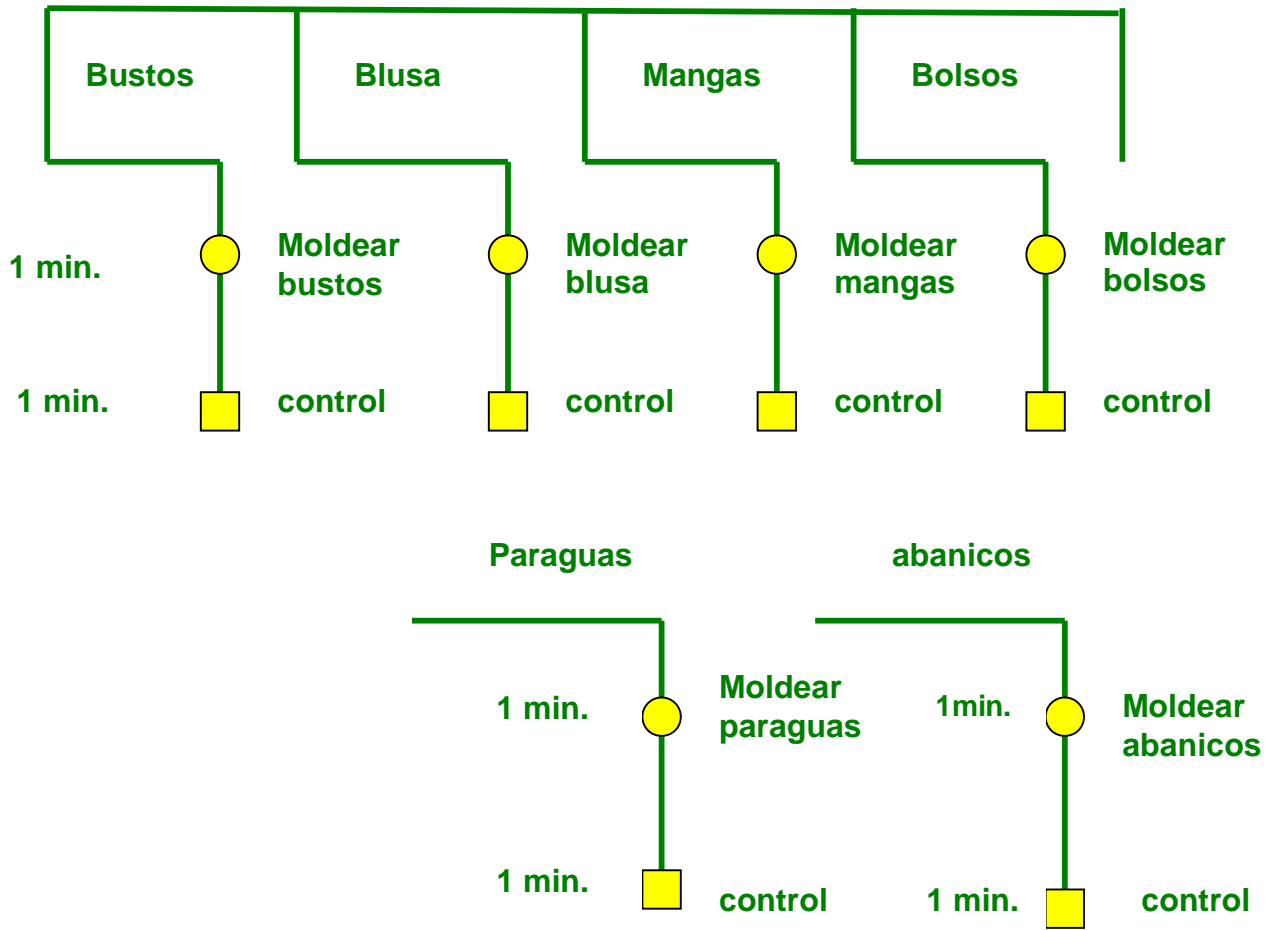 Bustos Blusa Mangas Bolsos
1 min. Moldear bustos Moldear blusa Moldear mangas Moldear bolsos
1 min. control control control control
Paraguas abanicos
1 min. Moldear paraguas 1min. Moldear abanicos
1 min. control 1 min. control